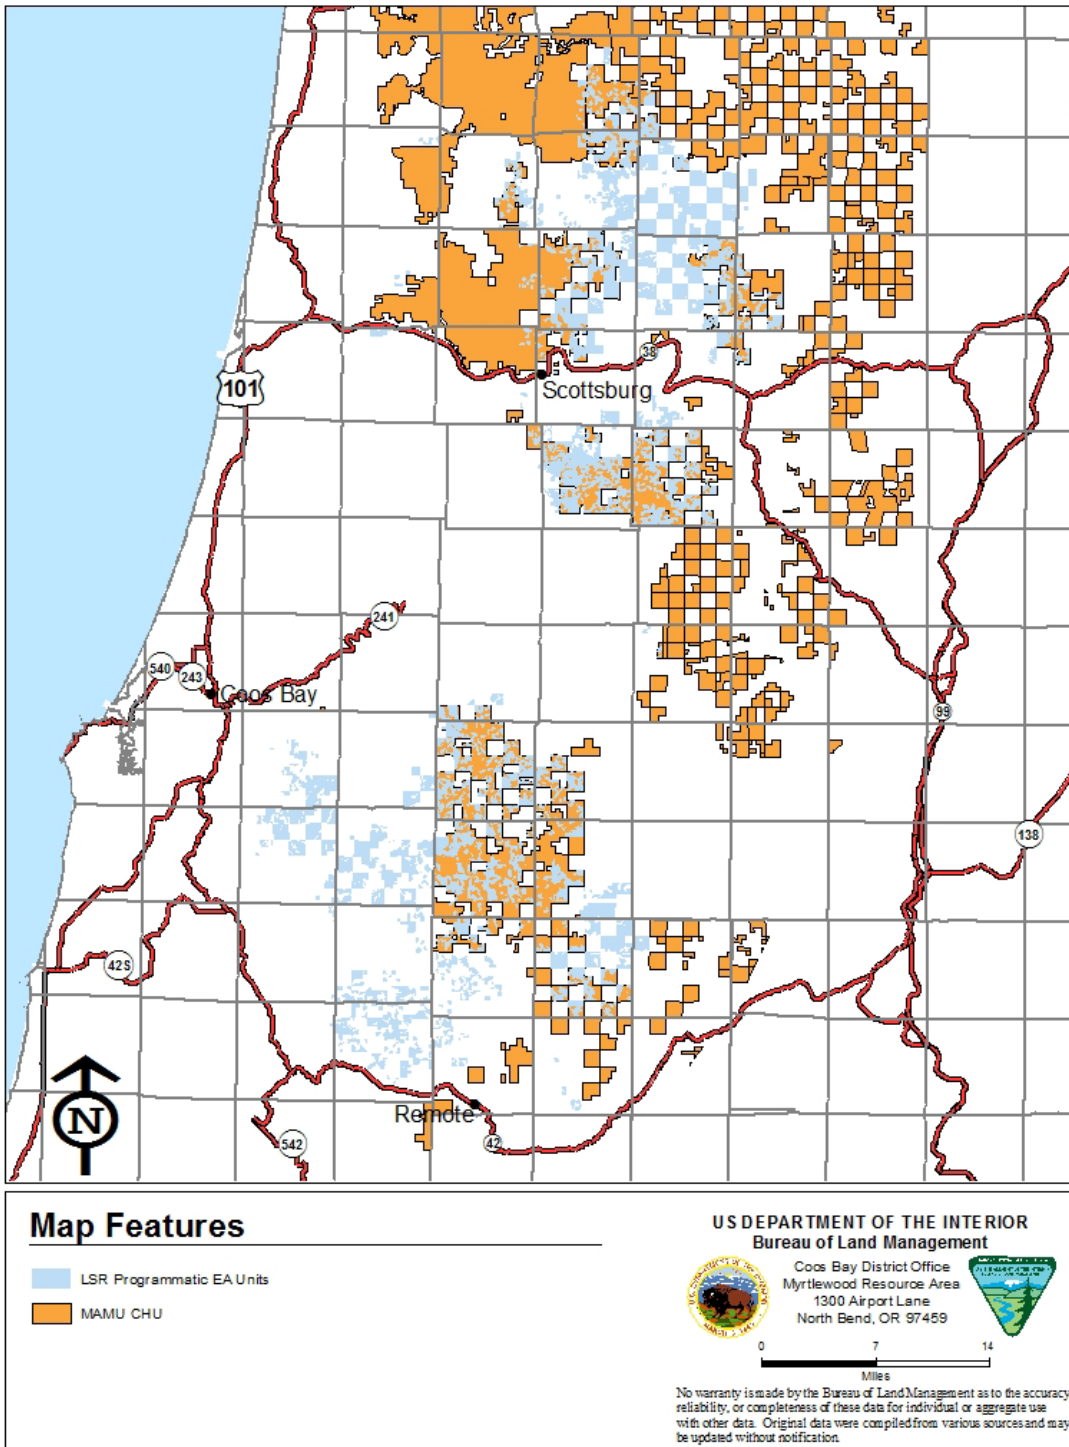 38
101
Scottsburg
241
540
243
Coos Bay
99
138
42S
Remote
542
42
N
Map Features
LSR Programmatic EA Units
MAMU CHU
US DEPARTMENT OF THE INTERIOR
Bureau of Land Management
Coos Bay District Office
Myrtlewood Resource Area
1300 Airport Lane
North Bend, OR 97459
0 7 14
Miles
No warranty is made by the Bureau of Land Management as to the accuracy
reliability, or completeness of these data for individual or aggregate use
with other data. Original data were compiled from various sources and may
be updated without notification.